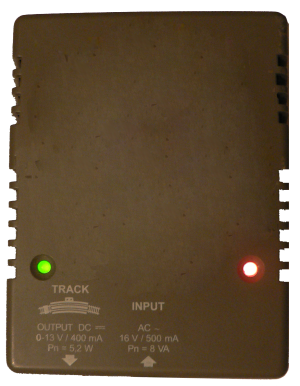 TRACK
INPUT
OUTPUT DC ⎓
0-13 V / 400 mA
Pn = 5.2 W
AC ~
16 V / 500 mA
Pn = 8 VA